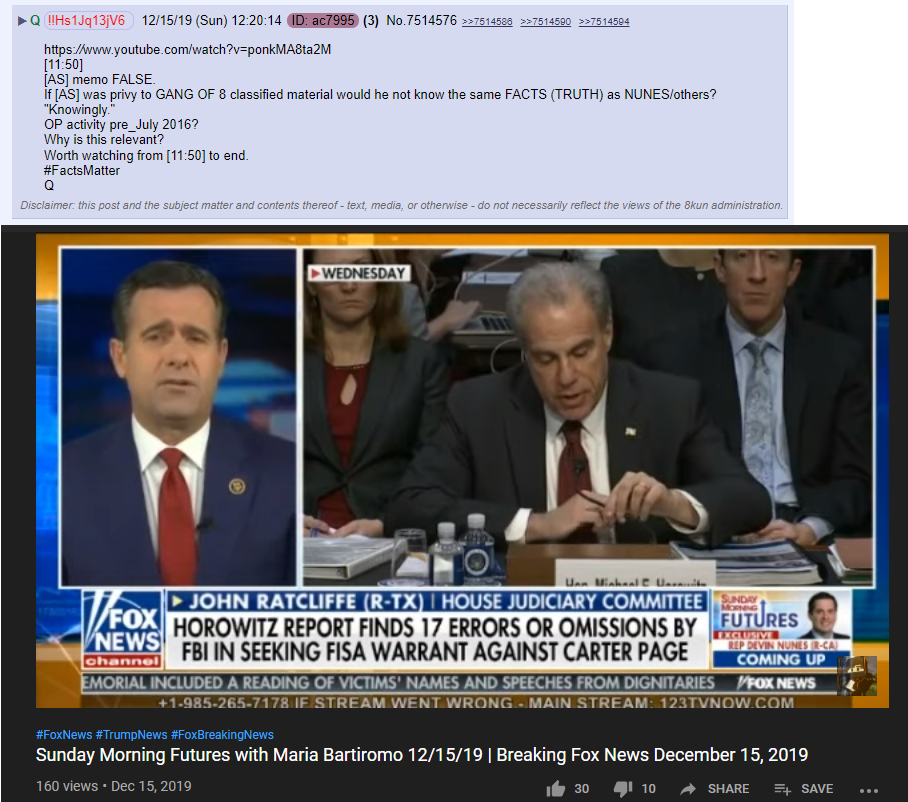 ▶ Q !!Hs1Jq13jV6 12/15/19 (Sun) 12:20:14 ID: ac7995 (3) No.7514576 >>7514586 >>7514590 >>7514594
https://www.youtube.com/watch?v=ponkMA8ta2M
[11:50]
[AS] memo FALSE.
If [AS] was privy to GANG OF 8 classified material would he not know the same FACTS (TRUTH) as NUNES/others?
"Knowingly."
OP activity pre_July 2016?
Why is this relevant?
Worth watching from [11:50] to end.
#FactsMatter
Q
Disclaimer: this post and the subject matter and contents thereof - text, media, or otherwise - do not necessarily reflect the views of the 8kun administration.
WEDNESDAY
Hon. Michael E. Horowitz
FOX NEWS channel
JOHN RATCLIFFE (R-TX) | HOUSE JUDICIARY COMMITTEE
HOROWITZ REPORT FINDS 17 ERRORS OR OMISSIONS BY
FBI IN SEEKING FISA WARRANT AGAINST CARTER PAGE
SUNDAY
MORNING
FUTURES
EXCLUSIVE
REP DEVIN NUNES (R-CA)
COMING UP
EMORIAL INCLUDED A READING OF VICTIMS' NAMES AND SPEECHES FROM DIGNITARIES FOX NEWS
+1-985-265-7178 IF STREAM WENT WRONG - MAIN STREAM: 123TVNOW.COM
#FoxNews #TrumpNews #FoxBreakingNews
Sunday Morning Futures with Maria Bartiromo 12/15/19 | Breaking Fox News December 15, 2019
160 views • Dec 15, 2019
30 10 SHARE SAVE